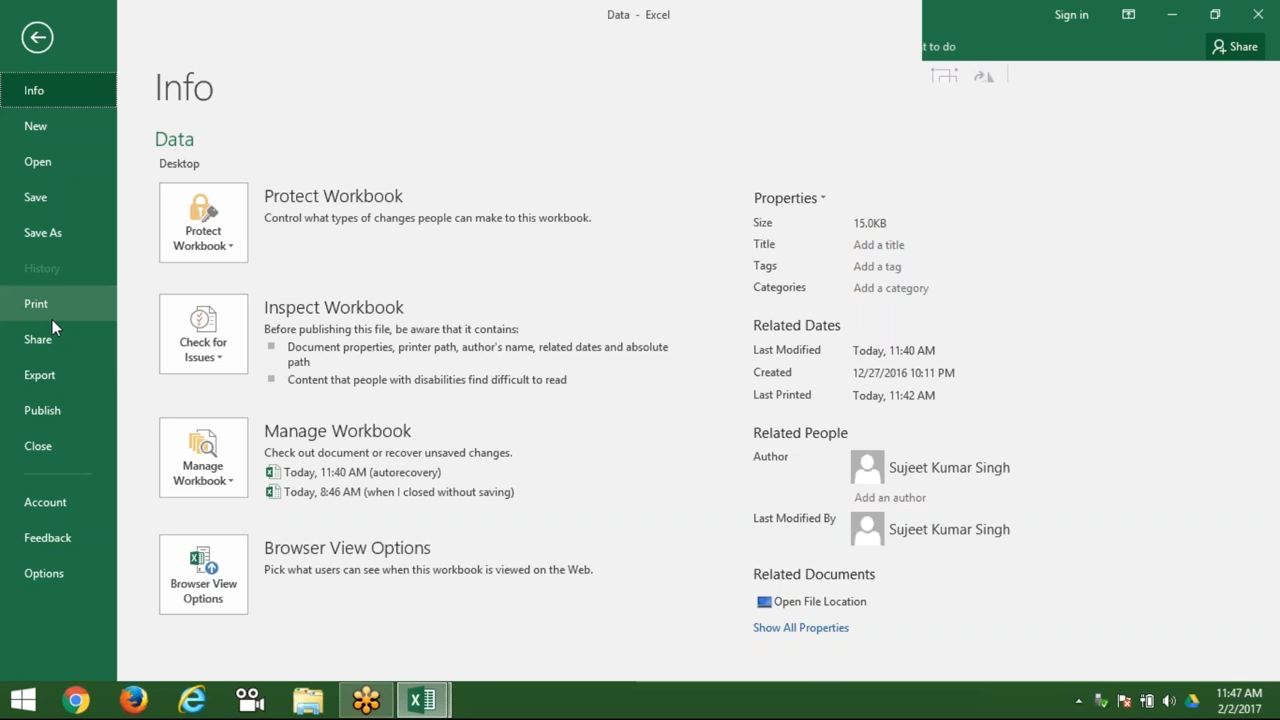 Data - Excel
Sign in
t to do
Share
Info
New
Open
Save
Save As
History
Print
Share
Export
Publish
Close
Account
Feedback
Options
Info
Data
Desktop
Protect
Workbook
Protect Workbook
Control what types of changes people can make to this workbook.
Check for
Issues
Inspect Workbook
Before publishing this file, be aware that it contains:
Document properties, printer path, author's name, related dates and absolute
path
Content that people with disabilities find difficult to read
Manage
Workbook
Manage Workbook
Check out document or recover unsaved changes.
Today, 11:40 AM (autorecovery)
Today, 8:46 AM (when I closed without saving)
Browser View
Options
Browser View Options
Pick what users can see when this workbook is viewed on the Web.
Properties
Size 15.0KB
Title Add a title
Tags Add a tag
Categories Add a category
Related Dates
Last Modified Today, 11:40 AM
Created 12/27/2016 10:11 PM
Last Printed Today, 11:42 AM
Related People
Author Sujeet Kumar Singh
Add an author
Last Modified By Sujeet Kumar Singh
Related Documents
Open File Location
Show All Properties
11:47 AM
2/2/2017